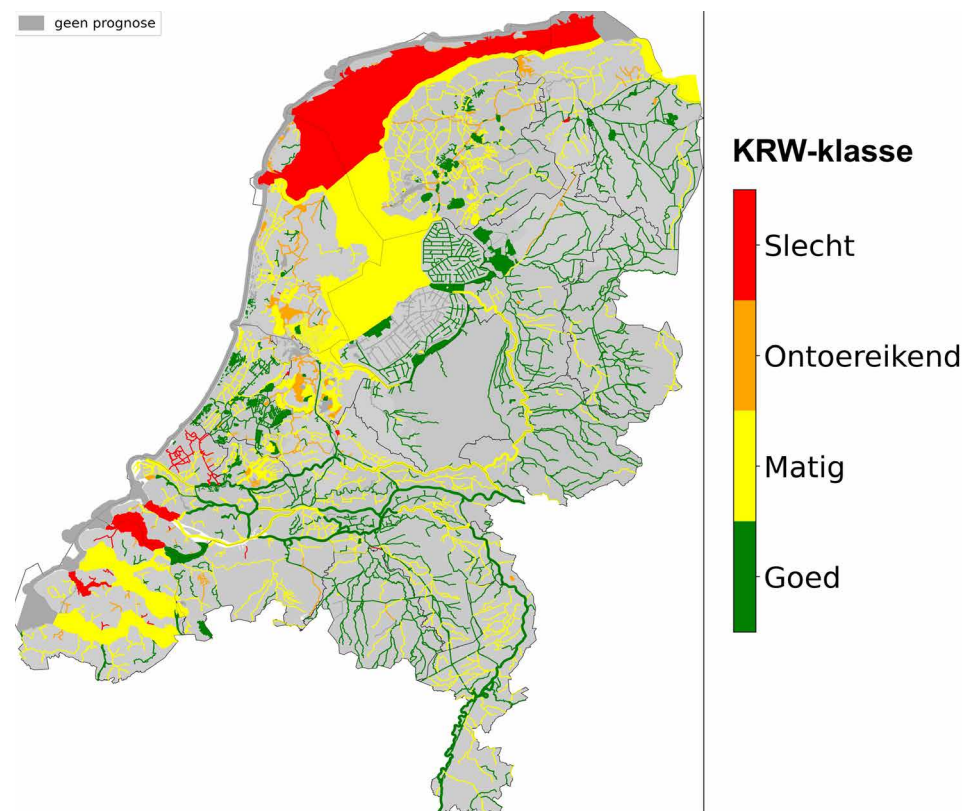 geen prognose
KRW-klasse
Slecht
Ontoereikend
Matig
Goed